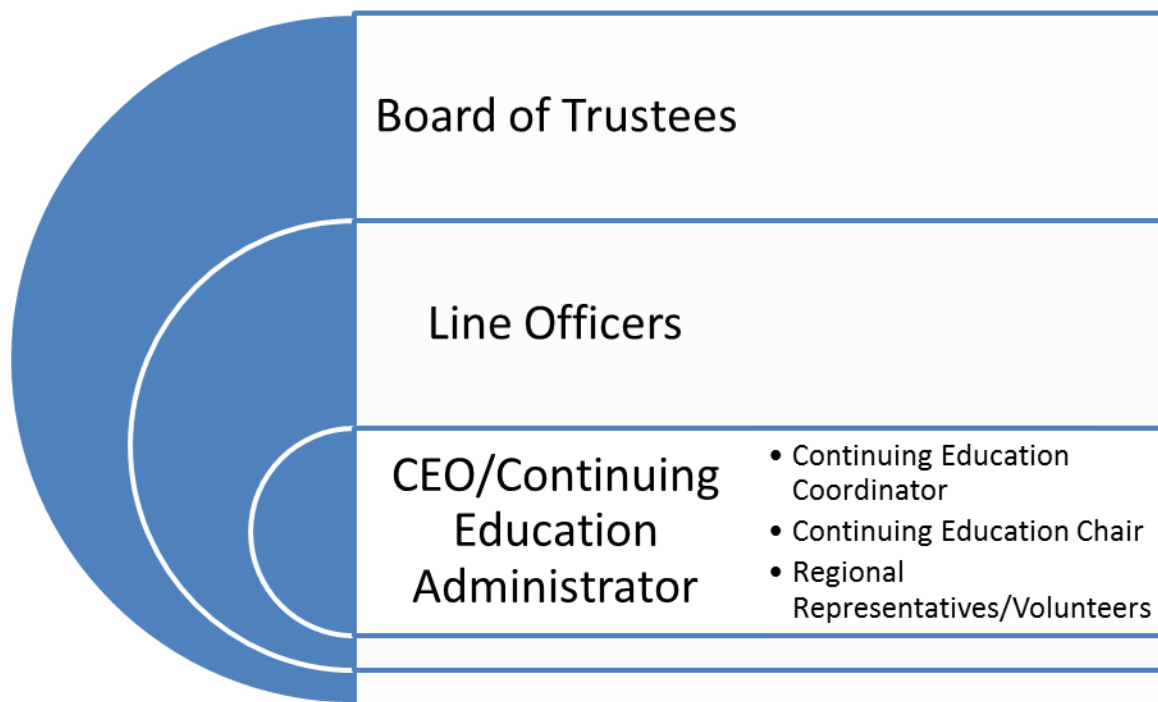 Board of Trustees
Line Officers
CEO/Continuing
Education
Administrator
• Continuing Education
Coordinator
• Continuing Education Chair
• Regional
Representatives/Volunteers